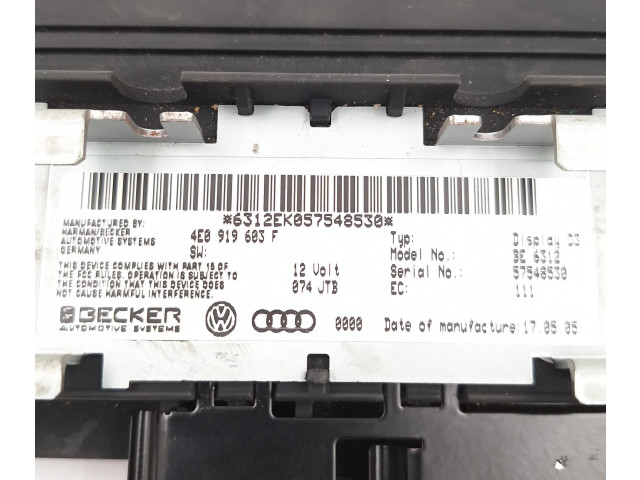 *6312EK057548530*
MANUFACTURED BY:
HARMAN/BECKER
AUTOMOTIVE SYSTEMS
GERMANY
4E0 919 603 F
SW:
Typ: Display D3
Model No.: BE 6312
Serial No.: 57548530
EC: 111
THIS DEVICE COMPLIES WITH PART 15 OF
THE FCC RULES. OPERATION IS SUBJECT TO
THE CONDITION THAT THIS DEVICE DOES
NOT CAUSE HARMFUL INTERFERENCE.
12 Volt
074 JTB
BECKER
AUTOMOTIVE SYSTEMS
0000
Date of manufacture: 17.05.05